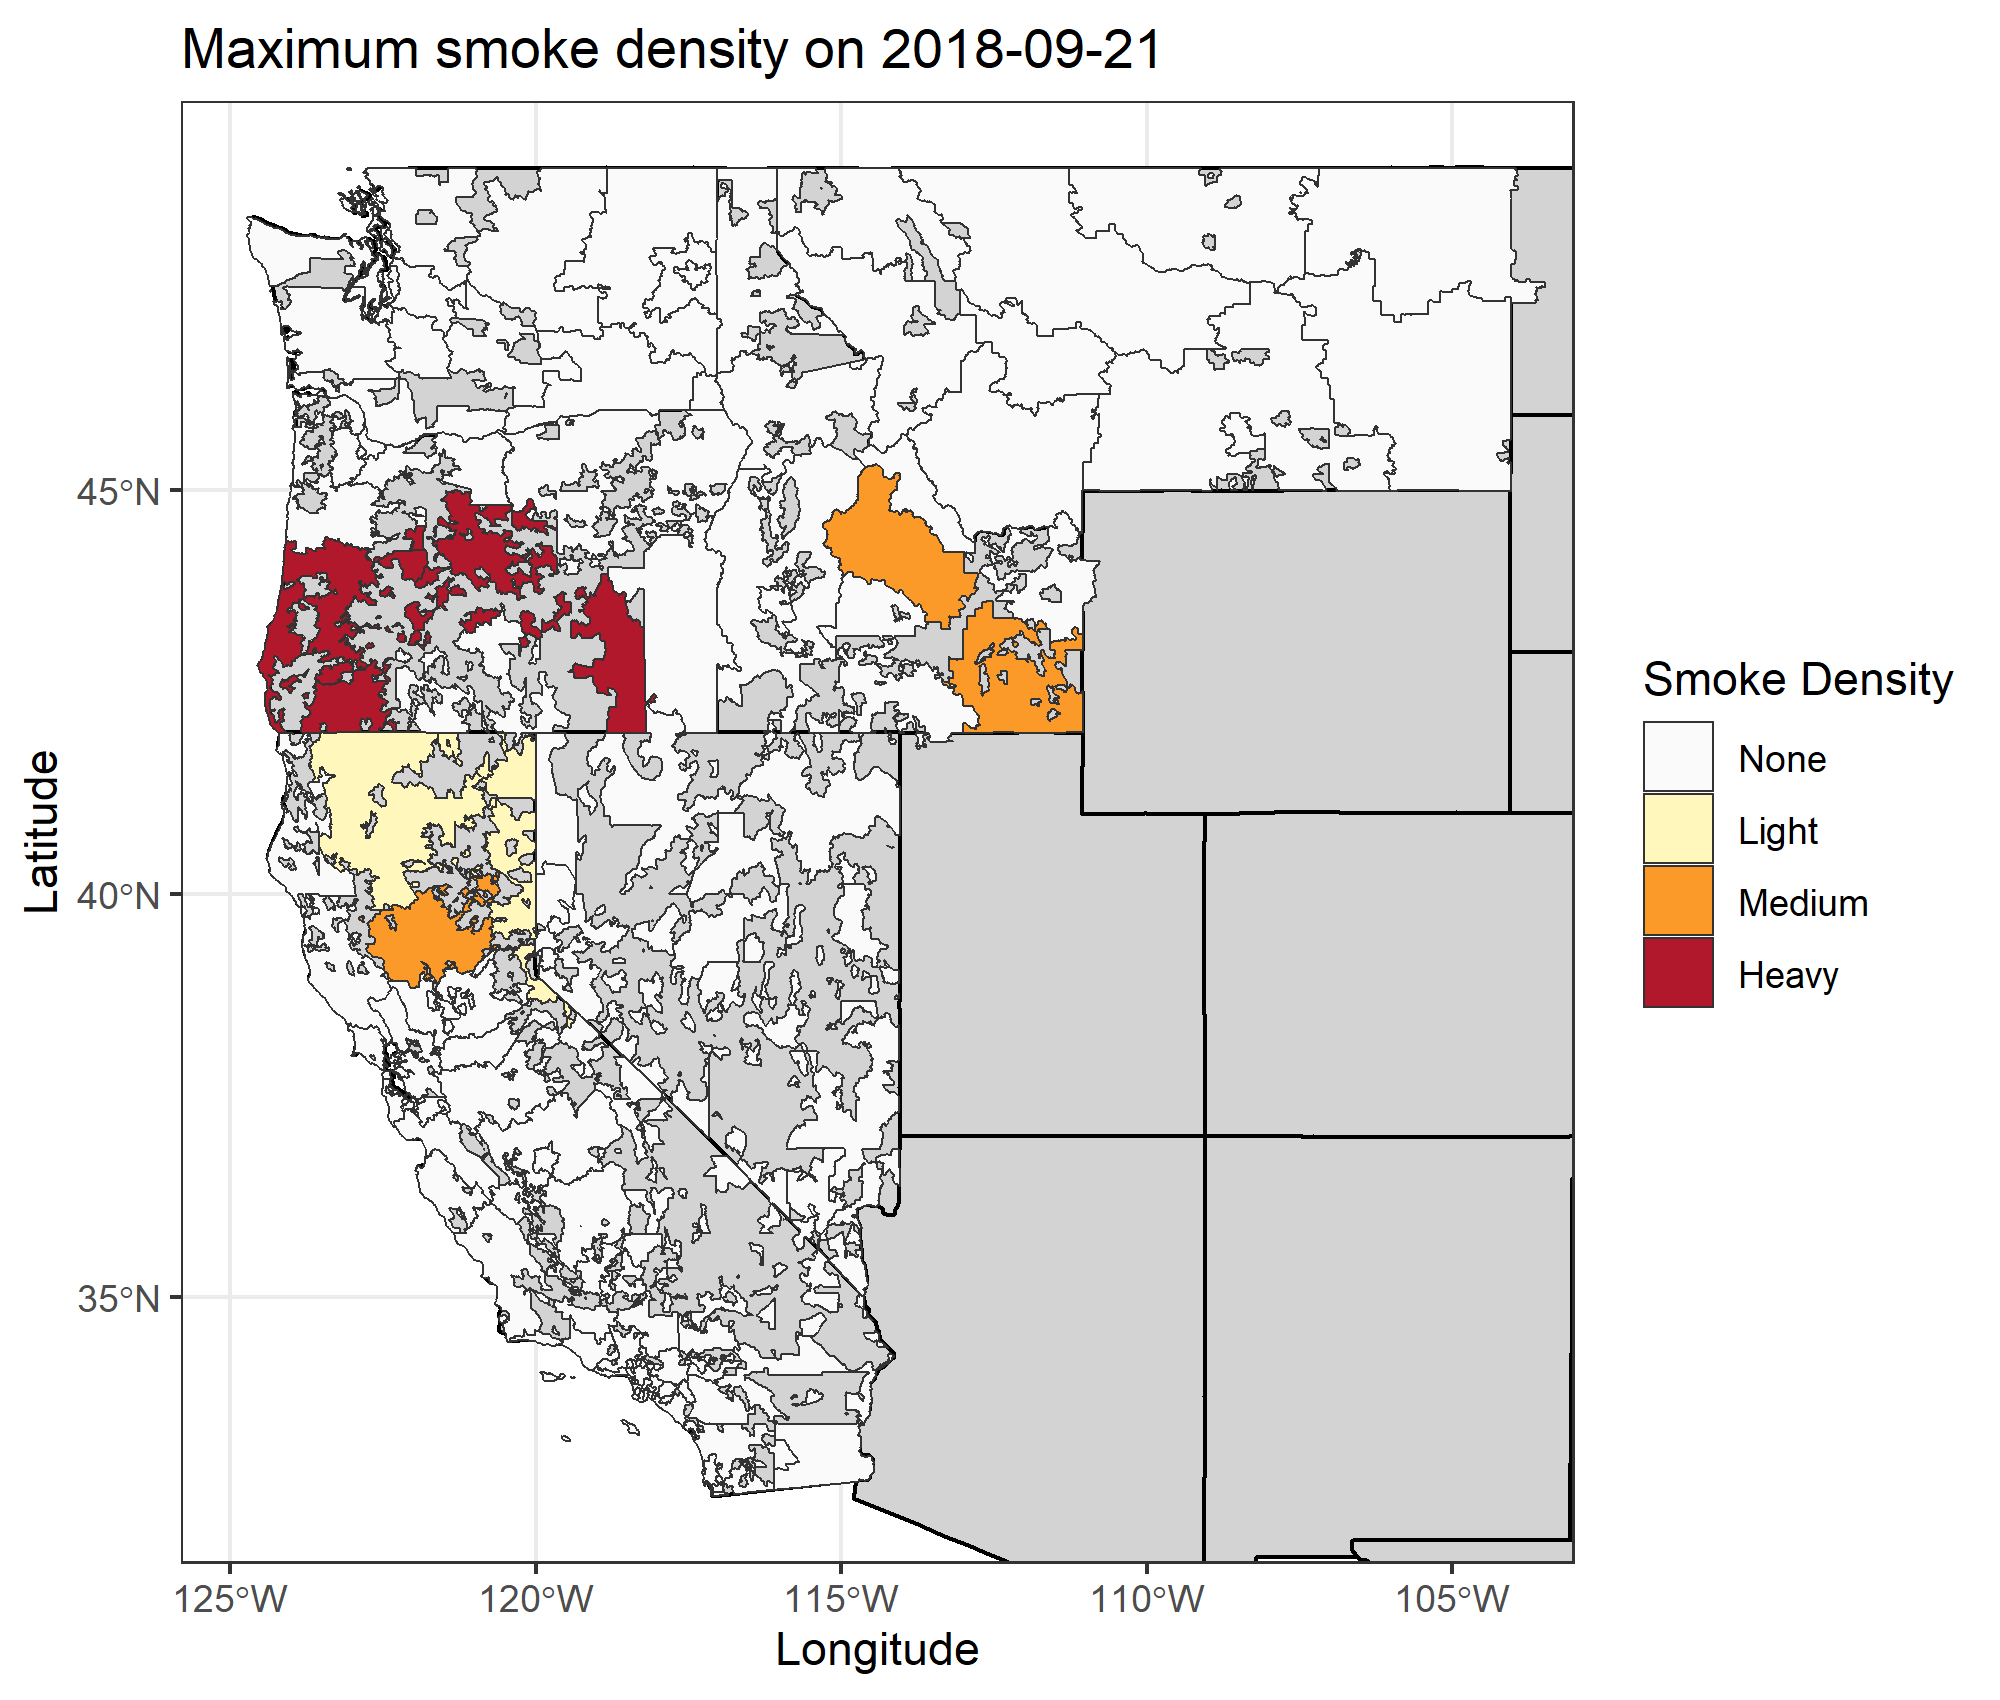 Maximum smoke density on 2018-09-21
45°N
40°N
35°N
Latitude
125°W
120°W
115°W
110°W
105°W
Longitude
Smoke Density
None
Light
Medium
Heavy